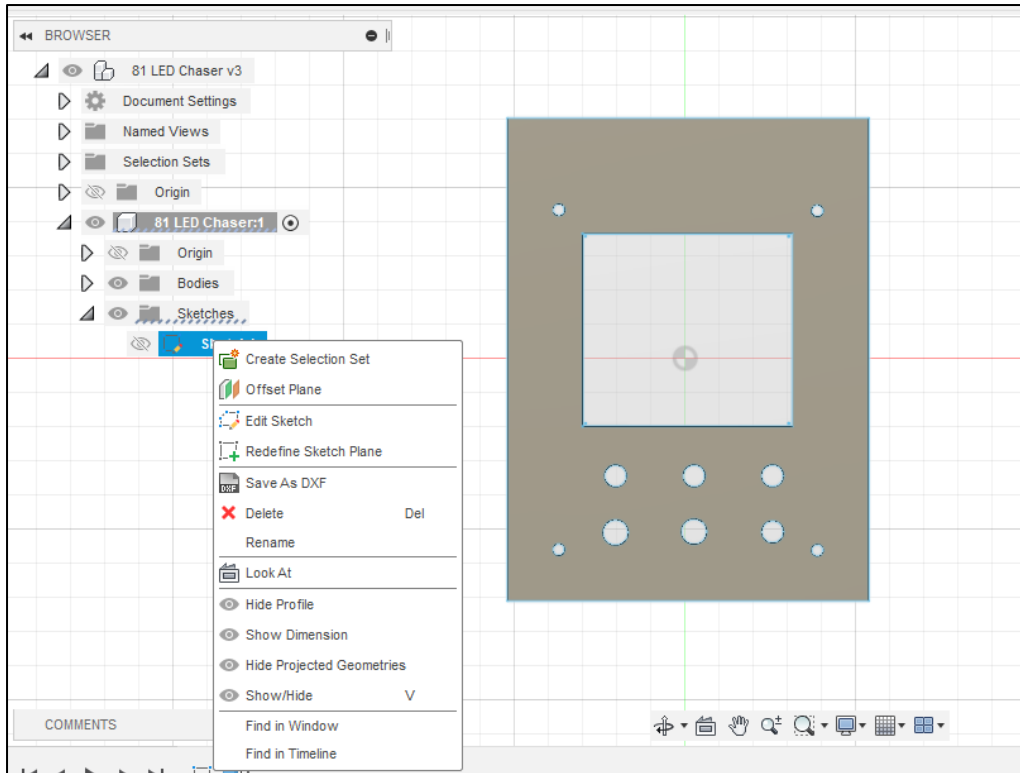 BROWSER
81 LED Chaser v3
Document Settings
Named Views
Selection Sets
Origin
81 LED Chaser:1
Origin
Bodies
Sketches
Create Selection Set
Offset Plane
Edit Sketch
Redefine Sketch Plane
DXF
Save As DXF
Delete Del
Rename
Look At
Hide Profile
Show Dimension
Hide Projected Geometries
Show/Hide V
Find in Window
Find in Timeline
COMMENTS